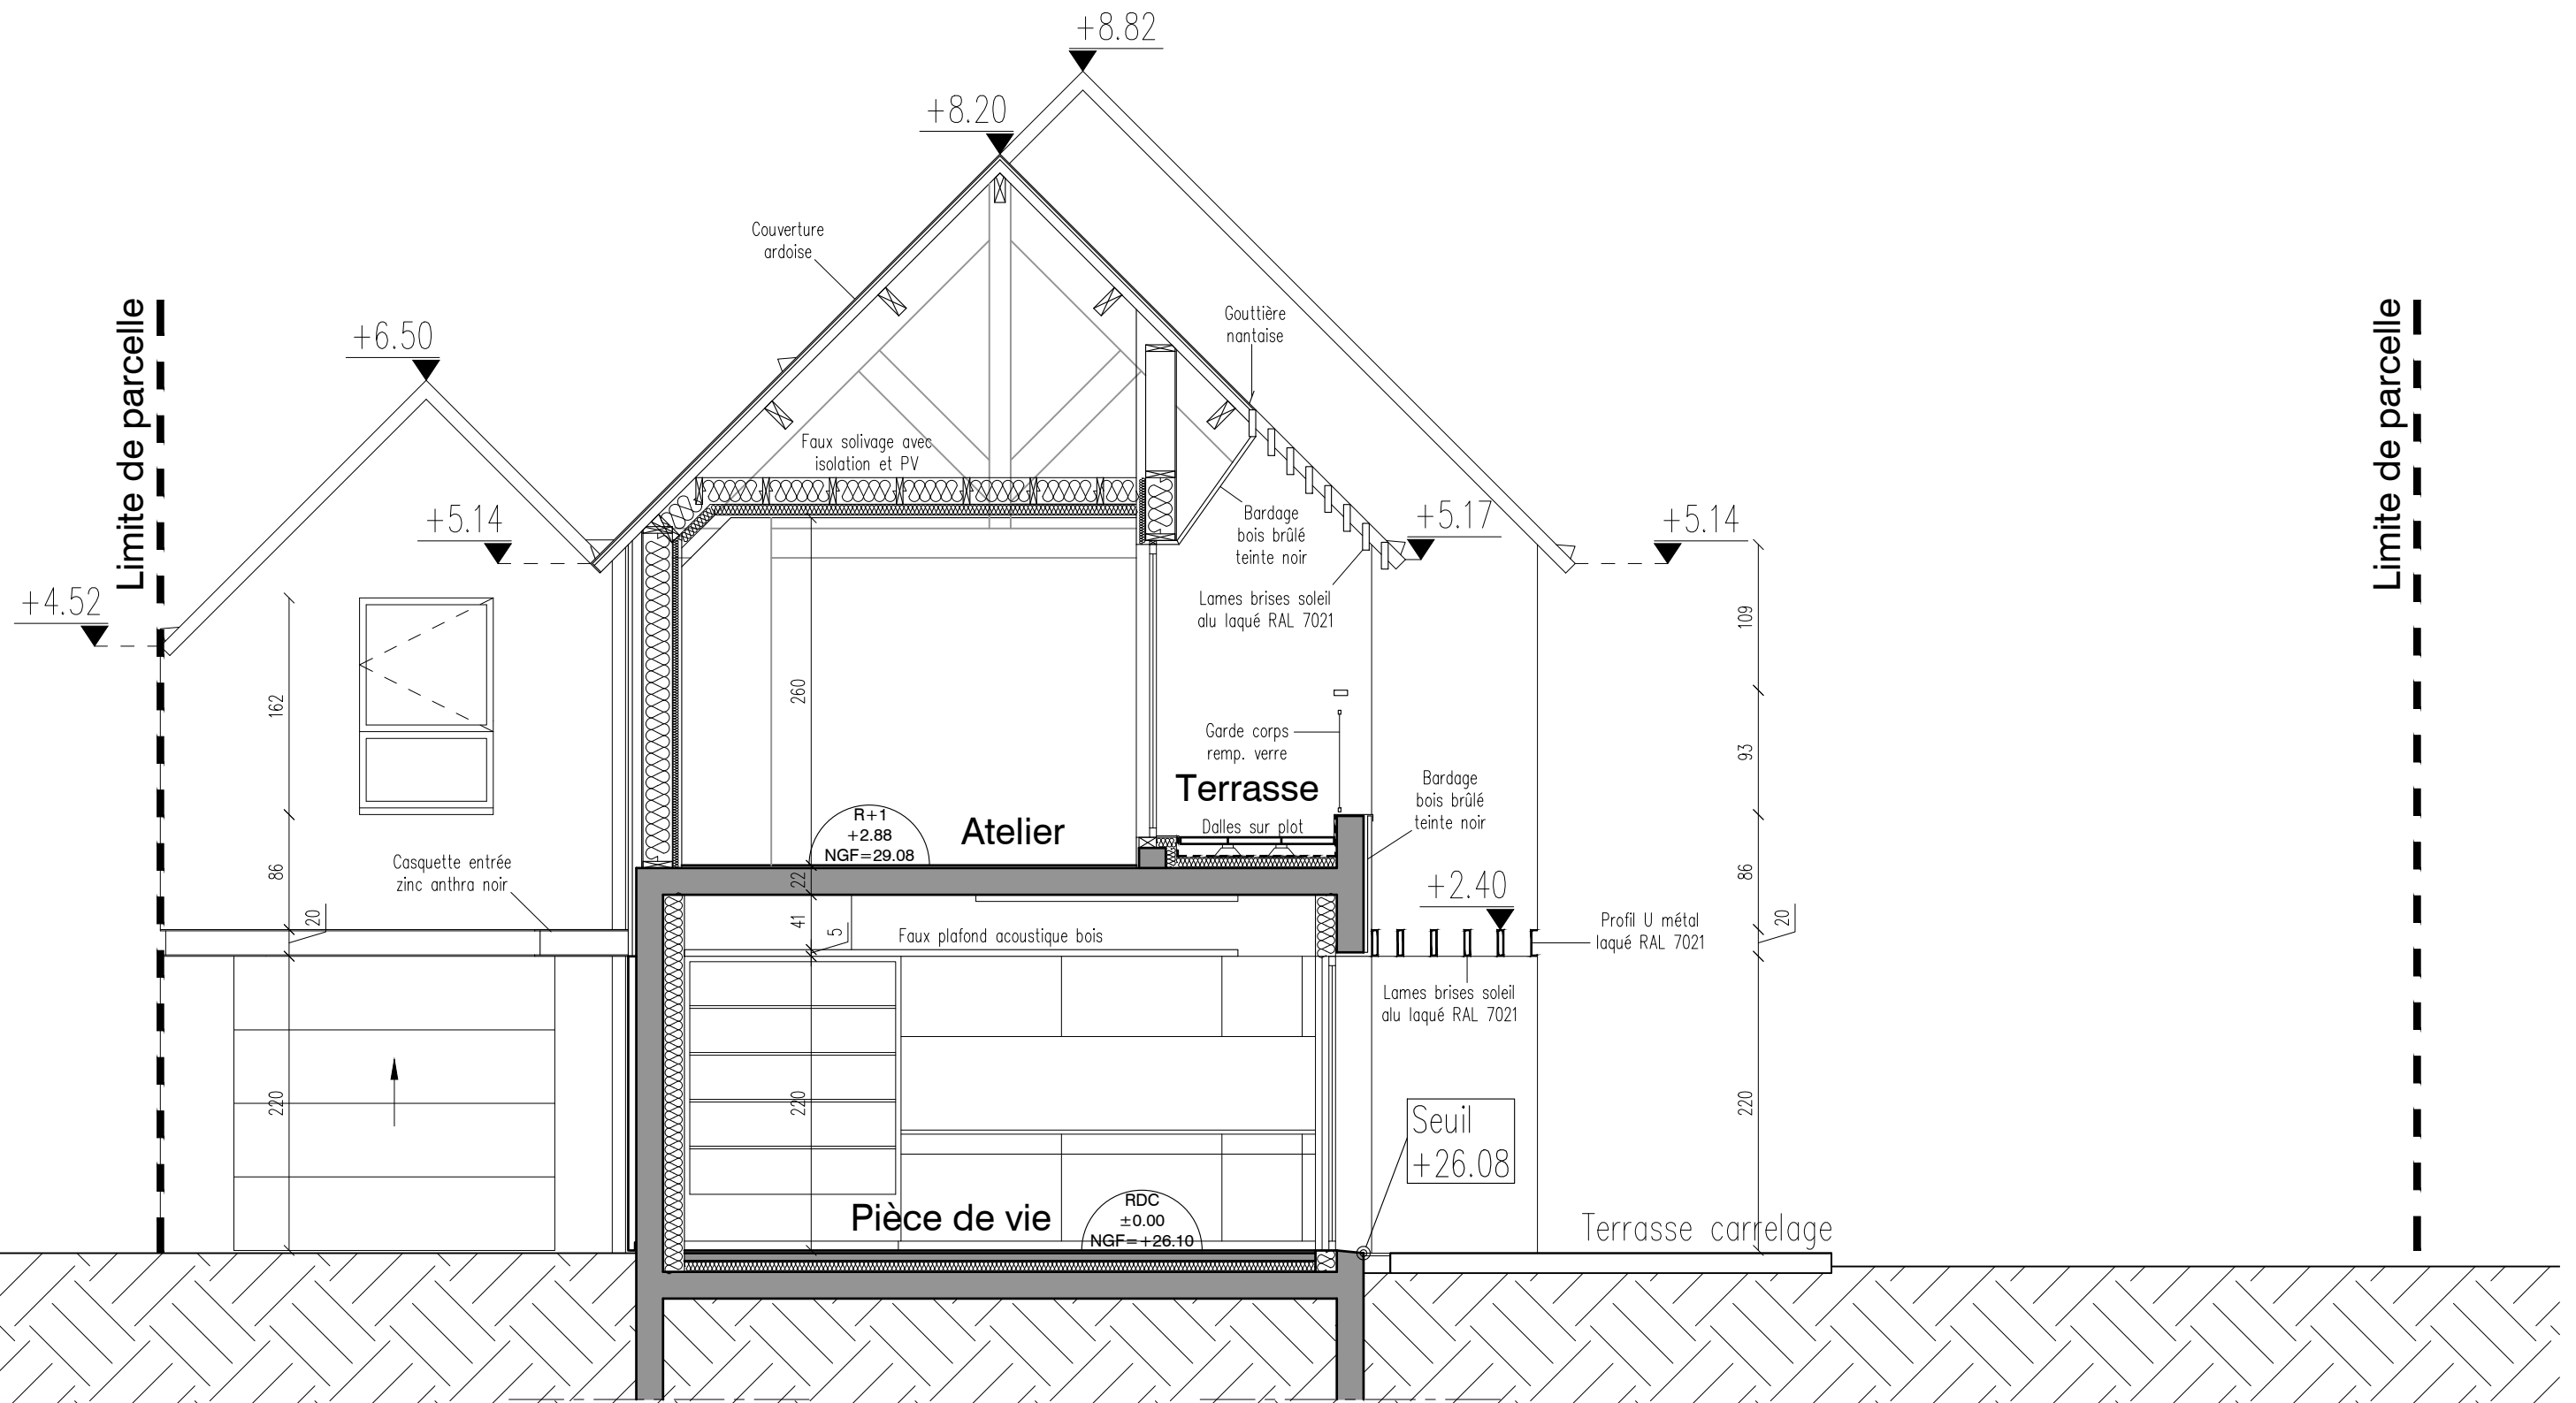 +8.82
+8.20
Couverture
ardoise
Limite de parcelle
Limite de parcelle
Gouttière
nantaise
+6.50
Faux solivage avec
isolation et PV
+5.14
+5.17
+5.14
Bardage
bois brûlé
teinte noir
+4.52
Lames brises soleil
alu laqué RAL 7021
109
162
260
93
Garde corps
remp. verre
Terrasse
Bardage
bois brûlé
teinte noir
R+1
+2.88
NGF=29.08
Atelier
Dalles sur plot
Casquette entrée
zinc anthra noir
86
22
86
+2.40
20
41
5
Faux plafond acoustique bois
Profil U métal
laqué RAL 7021
20
Lames brises soleil
alu laqué RAL 7021
220
220
220
Seuil
+26.08
Pièce de vie
RDC
±0.00
NGF=+26.10
Terrasse carrelage